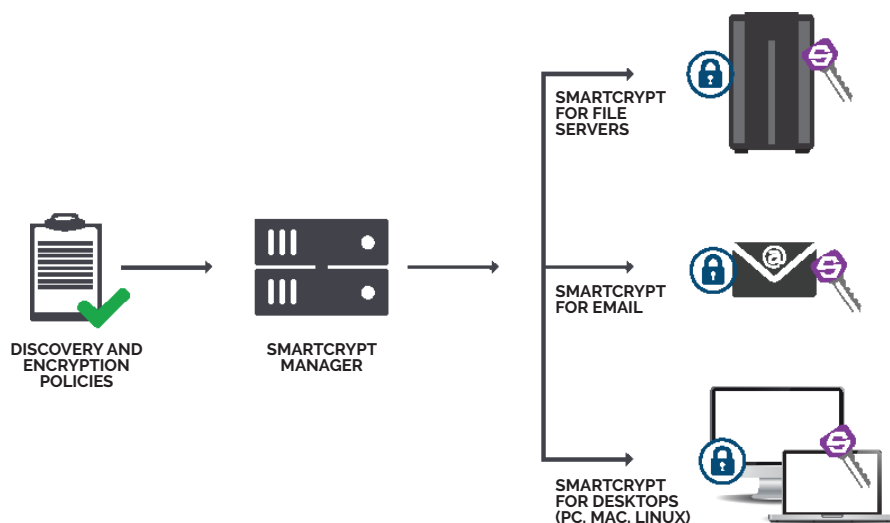 SMARTCRYPT
FOR FILE
SERVERS
@
SMARTCRYPT
FOR EMAIL
DISCOVERY AND
ENCRYPTION
POLICIES
SMARTCRYPT
MANAGER
SMARTCRYPT
FOR DESKTOPS
(PC, MAC, LINUX)